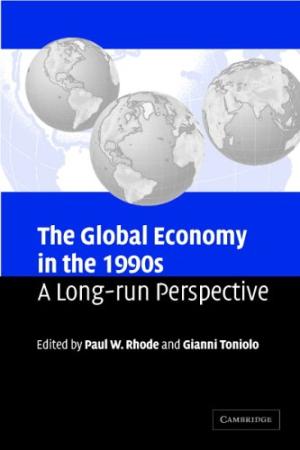 The Global Economy
in the 1990s
A Long-run Perspective
Edited by Paul W. Rhode and Gianni Toniolo
CAMBRIDGE